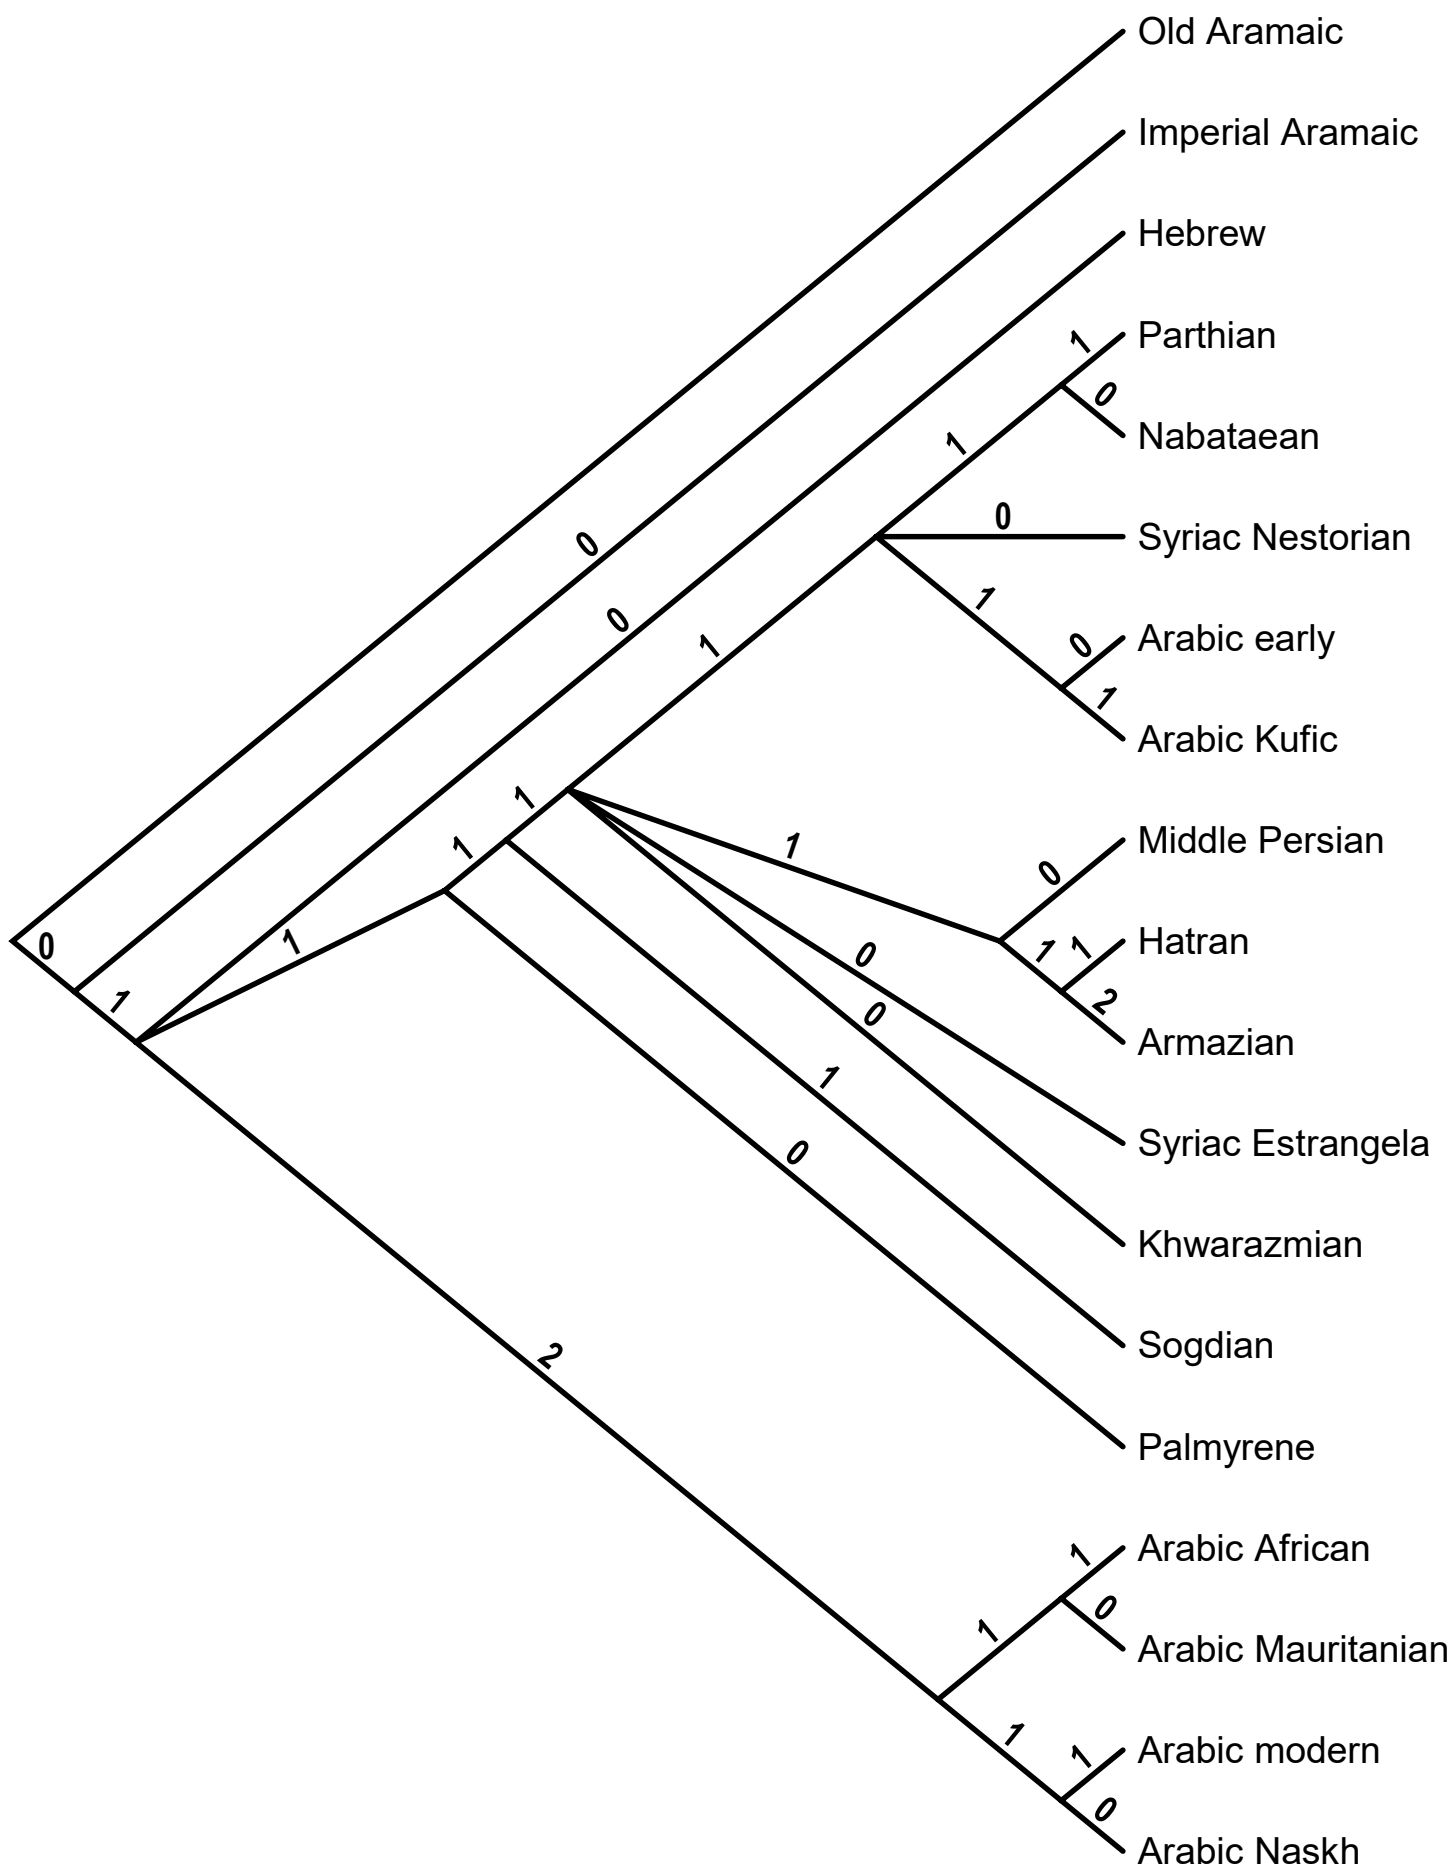 Old Aramaic
Imperial Aramaic
Hebrew
1 Parthian
0
Nabataean
1
0
Syriac Nestorian
0
1
0 Arabic early
0
1
1
Arabic Kufic
1
1
Middle Persian
1
0
0
1
1
1
Hatran
0
2
1
Armazian
0
1
Syriac Estrangela
0
Khwarazmian
2
Sogdian
Palmyrene
1
Arabic African
0
1
Arabic Mauritanian
1
1
Arabic modern
0
Arabic Naskh